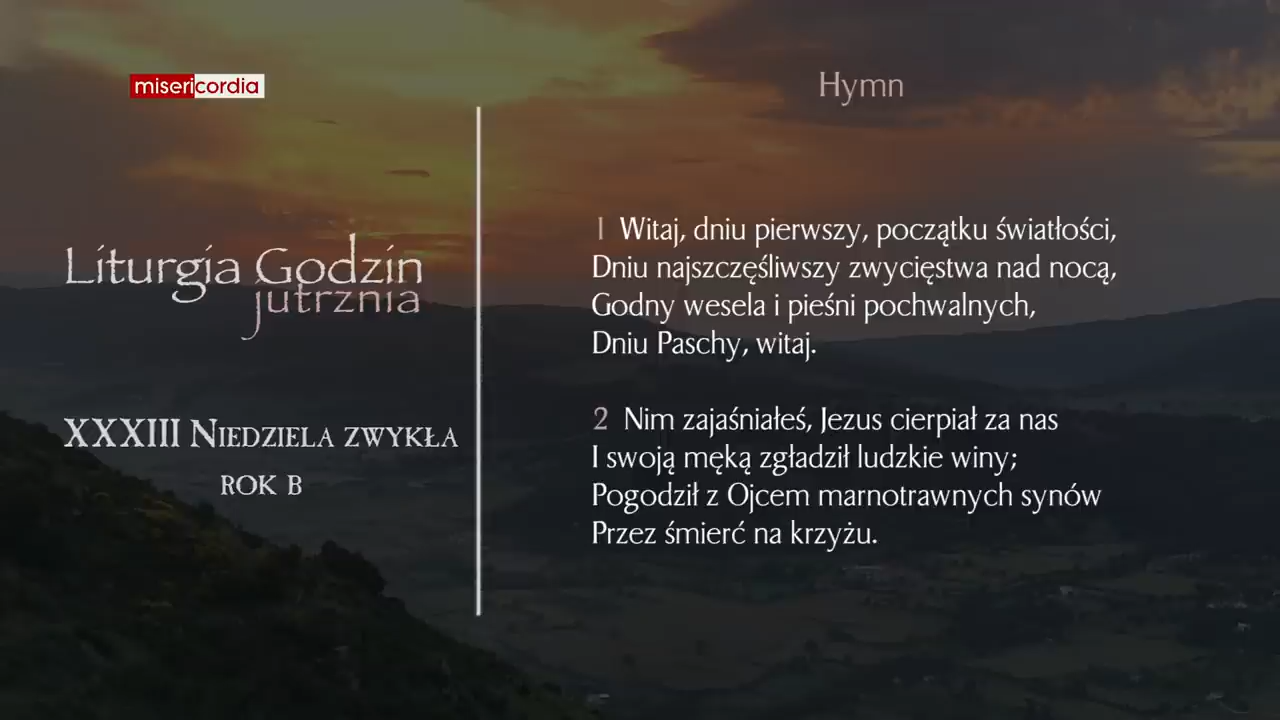 misericordia
Liturgia Godzin
jutrznia
XXXIII Niedziela zwykła
rok B
Hymn
1 Witaj, dniu pierwszy, początku światłości,
Dniu najszczęśliwszy zwycięstwa nad nocą,
Godny wesela i pieśni pochwalnych,
Dniu Paschy, witaj.
2 Nim zajaśniałeś, Jezus cierpiał za nas
I swoją męką zgładził ludzkie winy;
Pogodził z Ojcem marnotrawnych synów
Przez śmierć na krzyżu.